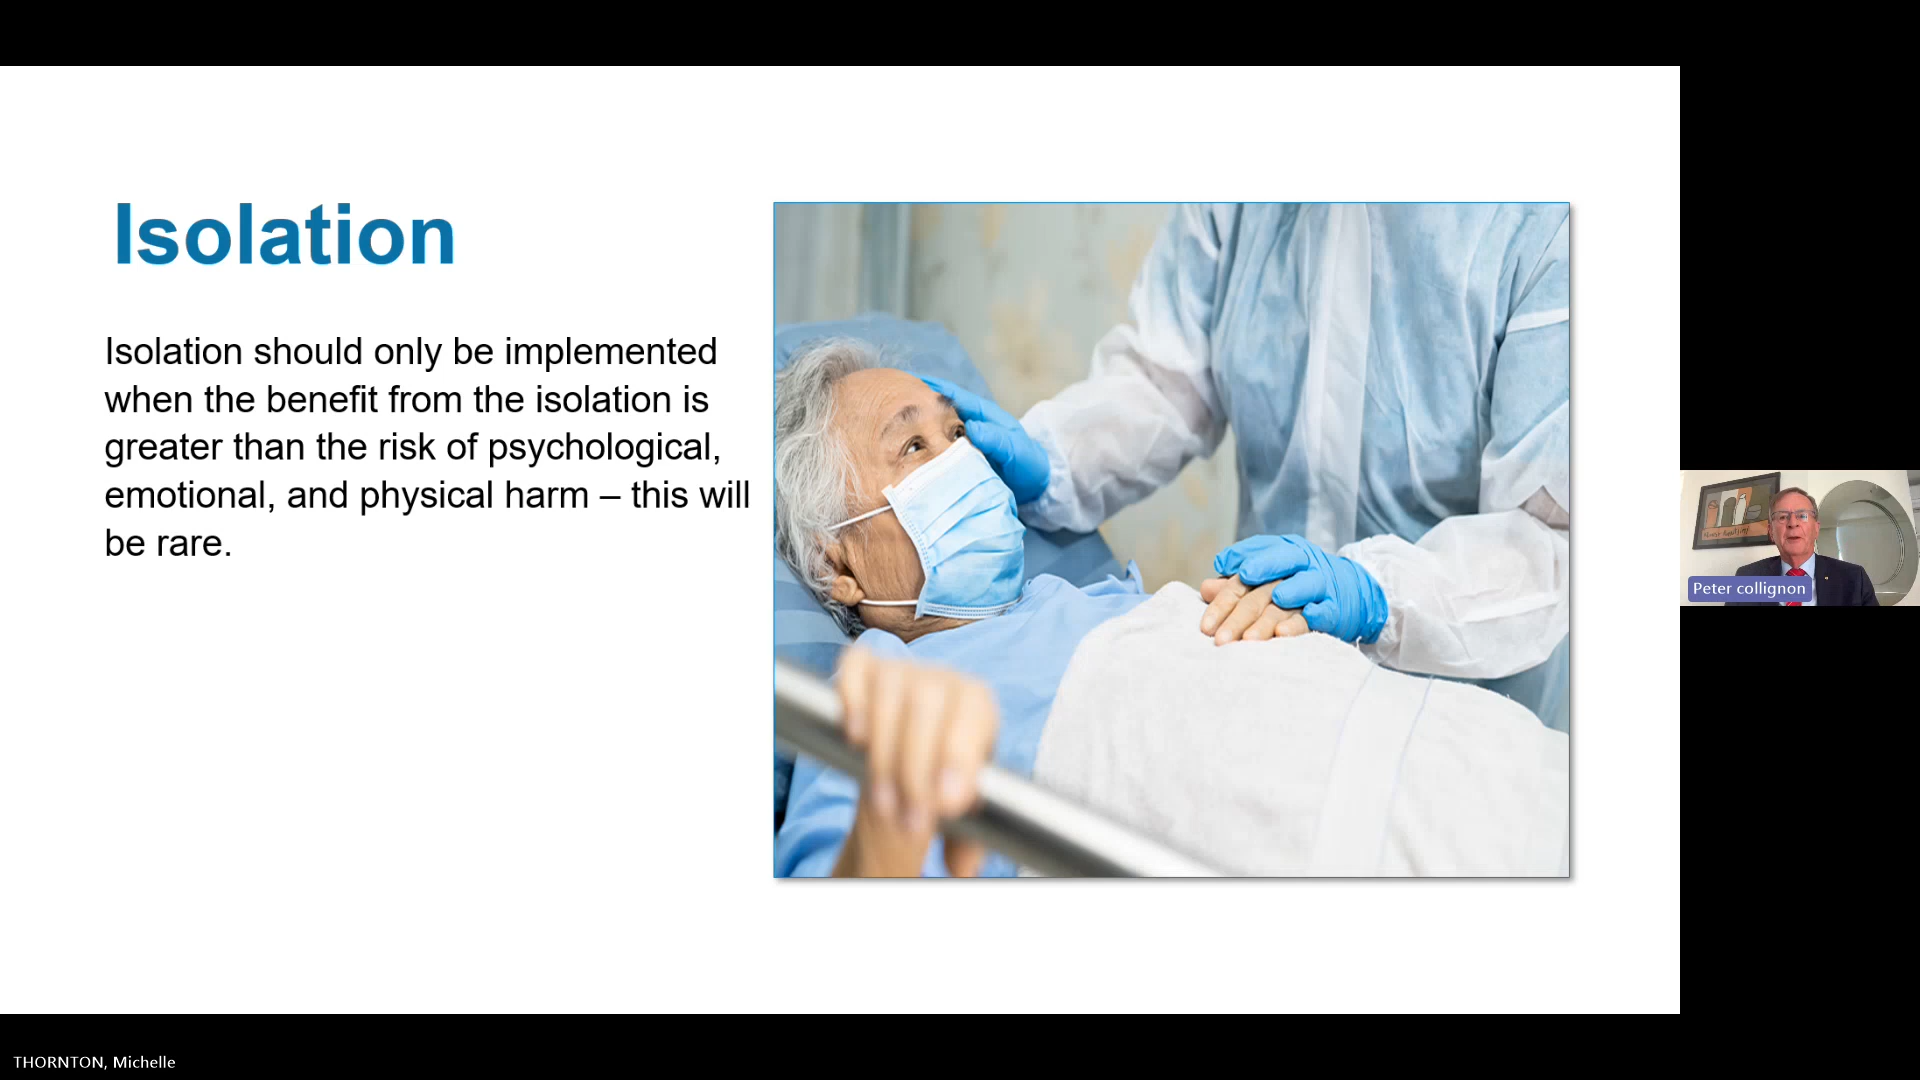 Isolation
Isolation should only be implemented
when the benefit from the isolation is
greater than the risk of psychological,
emotional, and physical harm – this will
be rare.
Peter collignon
THORNTON, Michelle